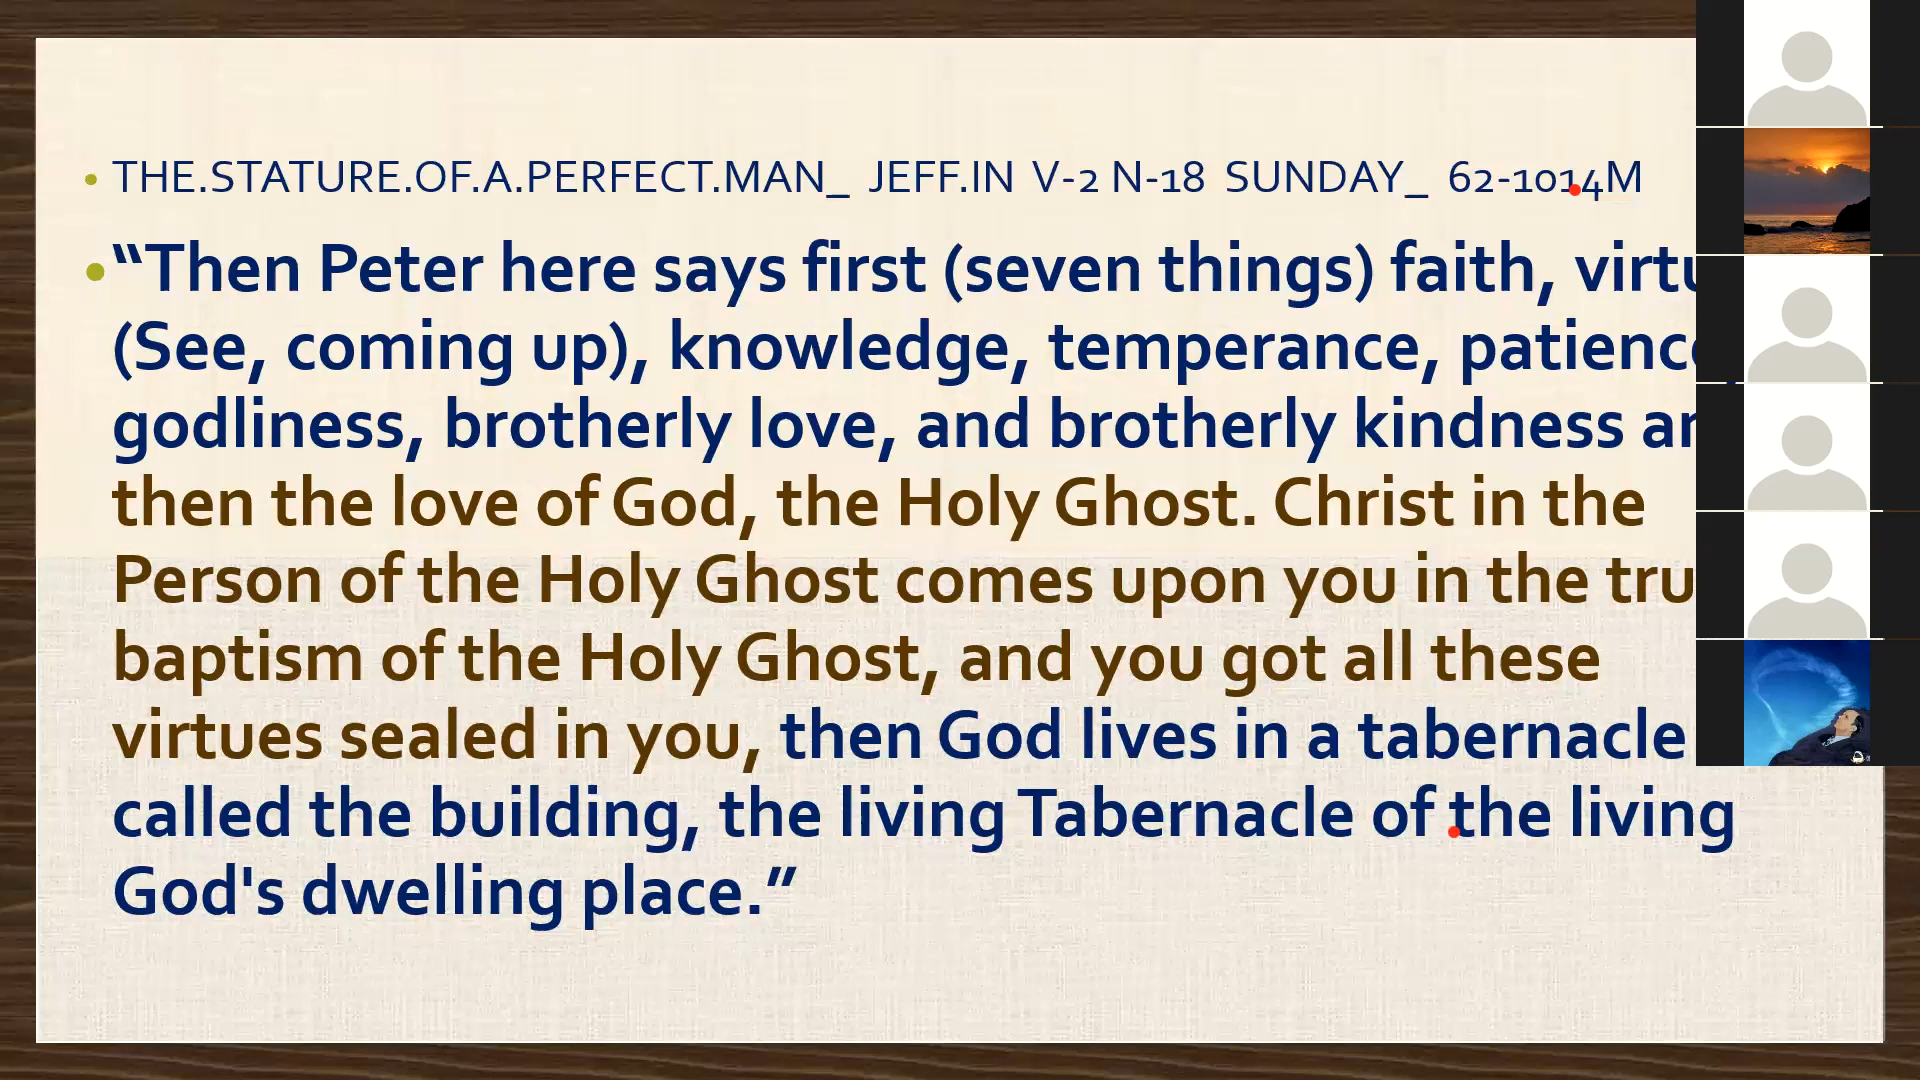 • THE.STATURE.OF.A.PERFECT.MAN_ JEFF.IN V-2 N-18 SUNDAY_ 62-1014M
• “Then Peter here says first (seven things) faith,
(See, coming up), knowledge, temperance,
godliness, brotherly love, and brotherly kindness
then the love of God, the Holy Ghost. Christ in the
Person of the Holy Ghost comes upon you in the
baptism of the Holy Ghost, and you got all these
virtues sealed in you, then God lives in a tabernacle
called the building, the living Tabernacle of the living
God's dwelling place.”